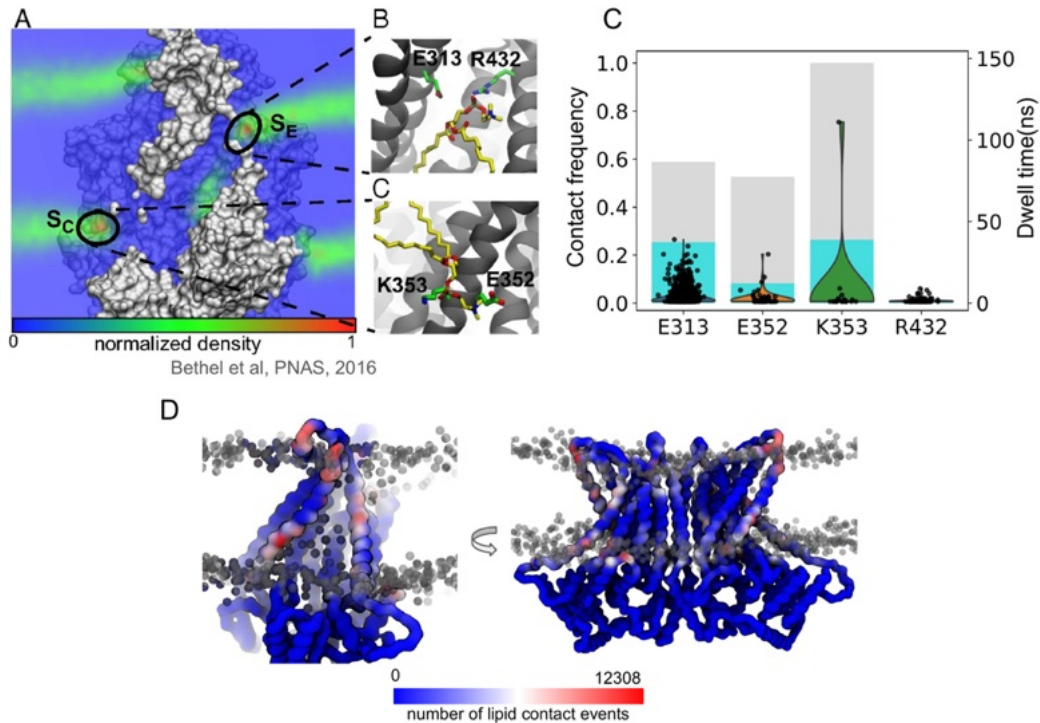 A
S_E
S_C
0
1
normalized density
Bethel et al, PNAS, 2016
B
E313 R432
C
K353 E352
C
Contact frequency
1.0
0.8
0.6
0.4
0.2
0.0
E313 E352 K353 R432
150
100
50
0
Dwell time(ns)
D
0 12308
number of lipid contact events